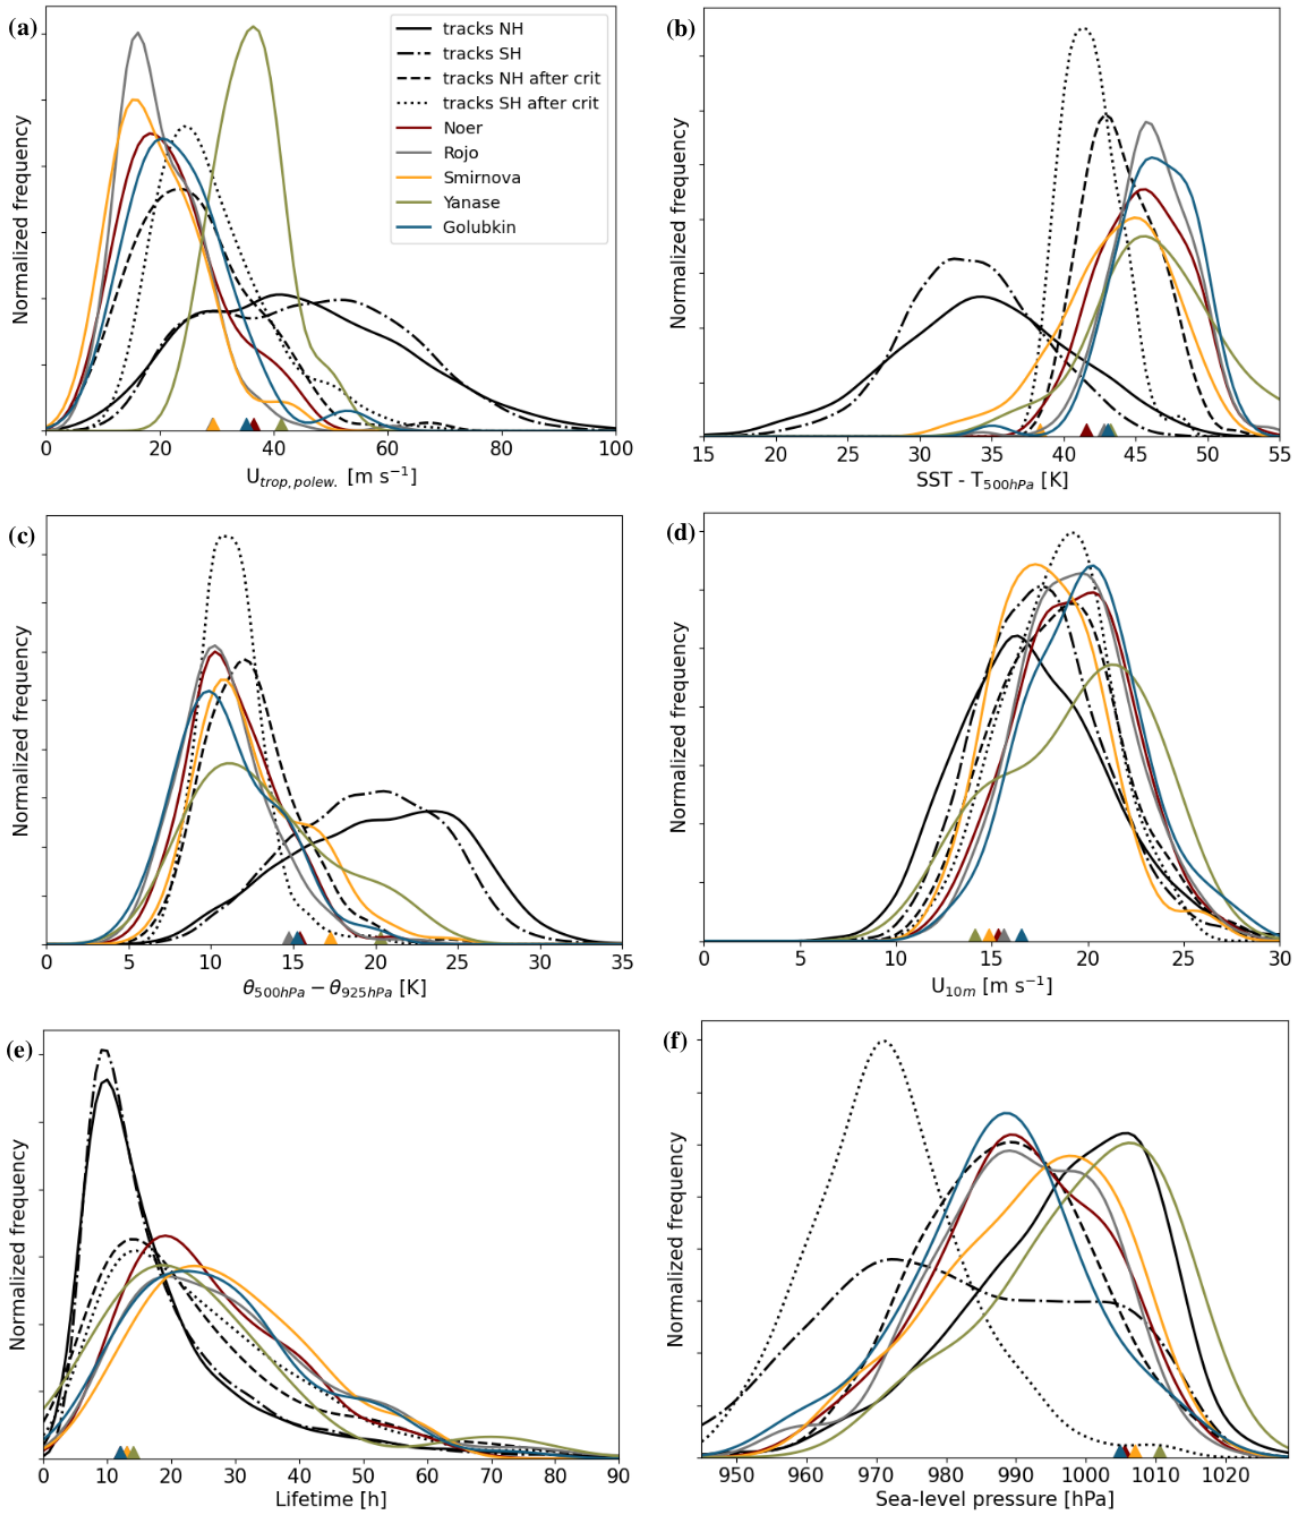 (a)
Normalized frequency
tracks NH
tracks SH
tracks NH after crit
tracks SH after crit
Noer
Rojo
Smirnova
Yanase
Golubkin
0 20 40 60 80 100
U_trop, polew. [m s⁻¹]
(b)
Normalized frequency
15 20 25 30 35 40 45 50 55
SST - T_500hPa [K]
(c)
Normalized frequency
0 5 10 15 20 25 30 35
θ_500hPa − θ_925hPa [K]
(d)
Normalized frequency
0 5 10 15 20 25 30
U_10m [m s⁻¹]
(e)
Normalized frequency
0 10 20 30 40 50 60 70 80 90
Lifetime [h]
(f)
Normalized frequency
950 960 970 980 990 1000 1010 1020
Sea-level pressure [hPa]